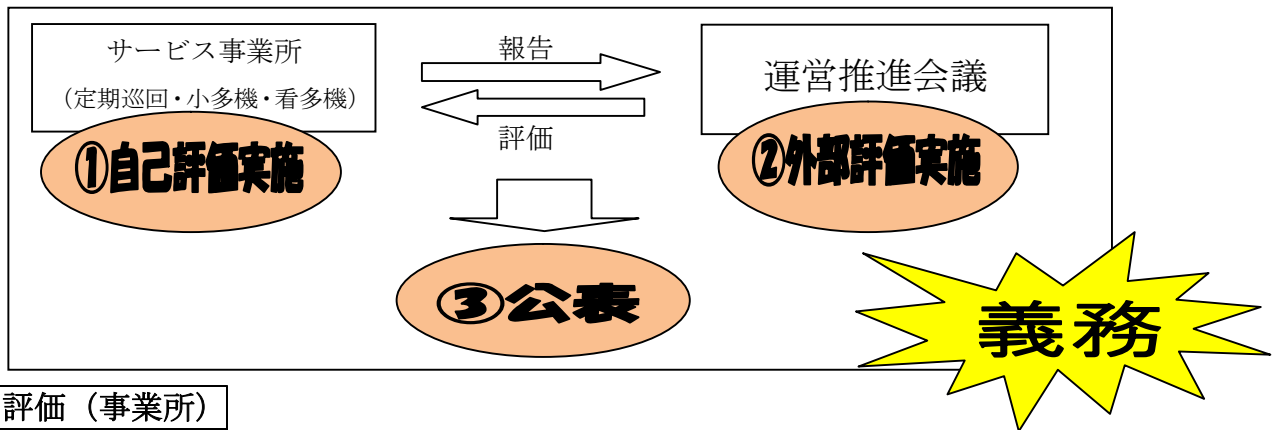 サービス事業所
(定期巡回・小多機・看多機)
①自己評価実施
報告
評価
運営推進会議
②外部評価実施
③公表
義務
評価（事業所）